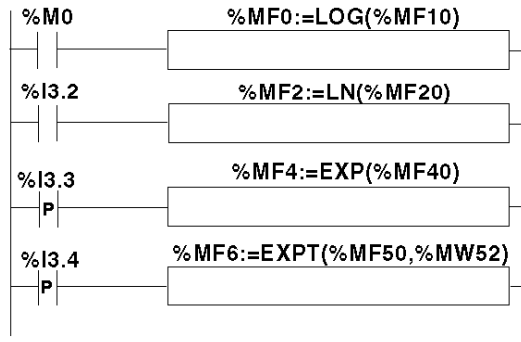 %M0 %MF0:=LOG(%MF10)
%I3.2 %MF2:=LN(%MF20)
%I3.3 %MF4:=EXP(%MF40)
P
%I3.4 %MF6:=EXPT(%MF50,%MW52)
P